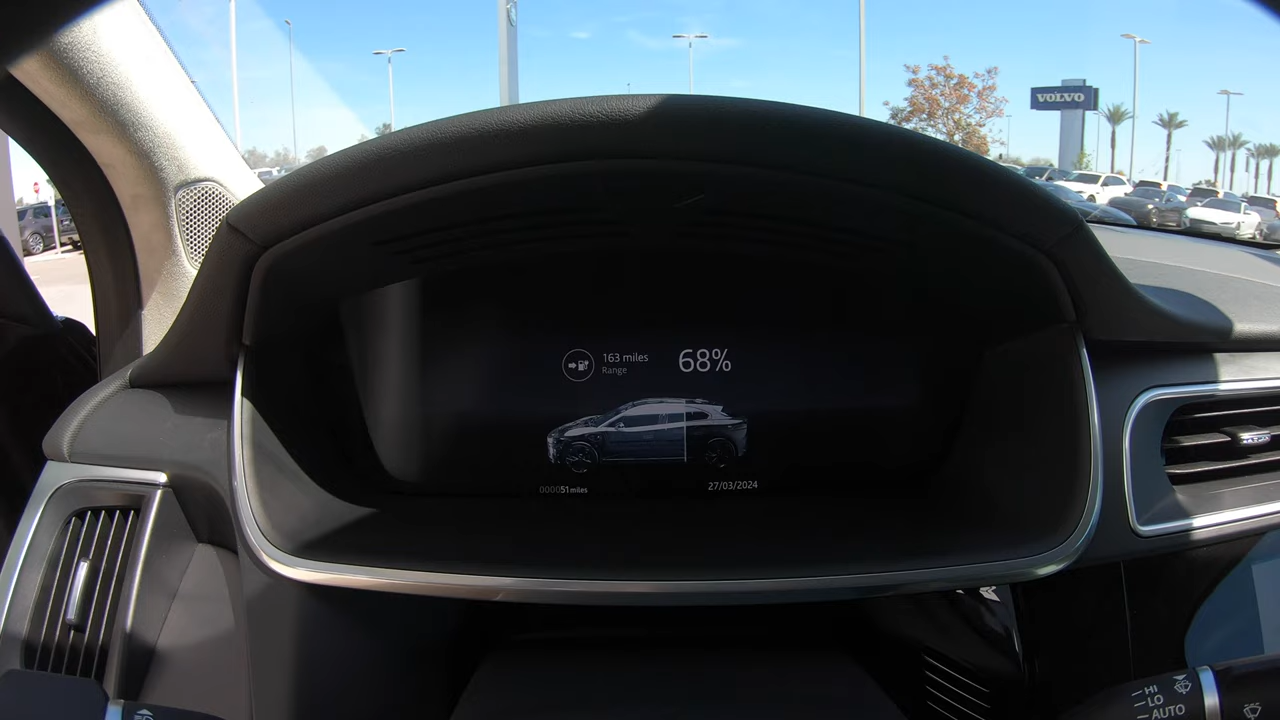 VOLVO
163 miles
Range
68%
000051 miles
27/03/2024
HI
LO
AUTO